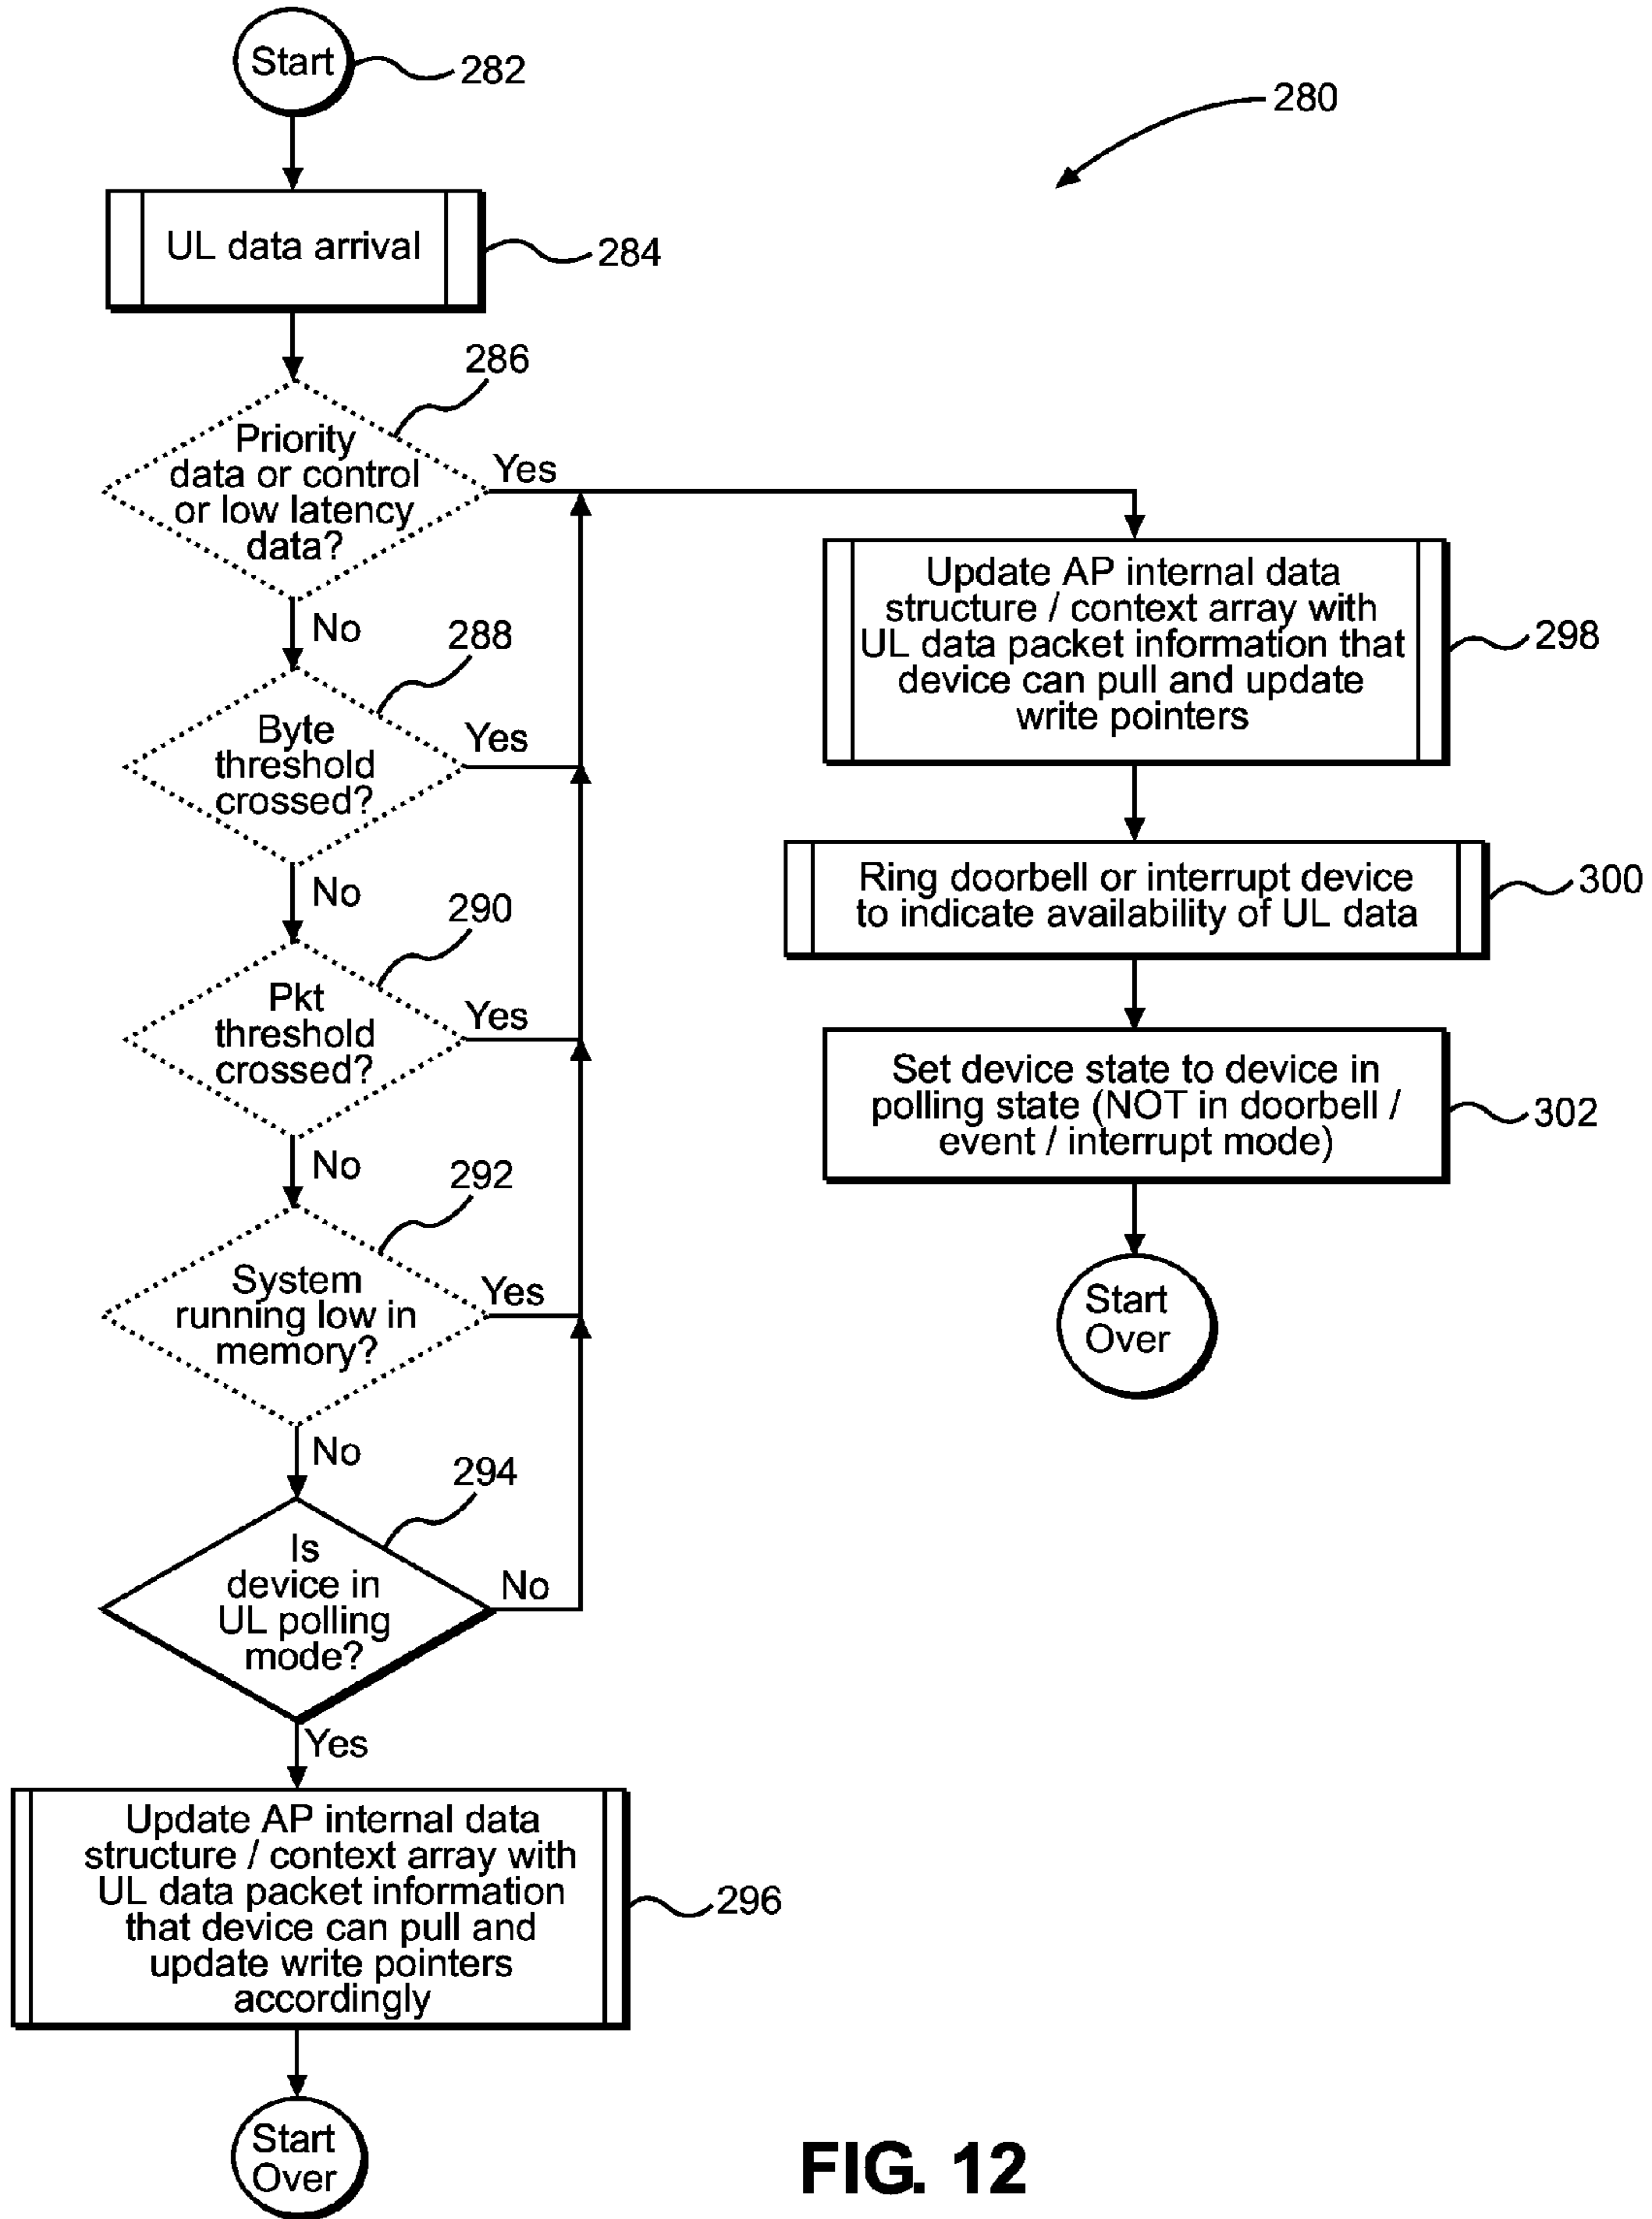 Start
282
280
UL data arrival
284
286
Priority
data or control
or low latency
data?
Yes
No
288
Byte
threshold
crossed?
Yes
No
290
Pkt
threshold
crossed?
Yes
No
292
System
running low in
memory?
Yes
No
294
Is
device in
UL polling
mode?
No
Yes
Update AP internal data
structure / context array with
UL data packet information
that device can pull and
update write pointers
accordingly
296
Start
Over
Update AP internal data
structure / context array with
UL data packet information that
device can pull and update
write pointers
298
Ring doorbell or interrupt device
to indicate availability of UL data
300
Set device state to device in
polling state (NOT in doorbell /
event / interrupt mode)
302
Start
Over
FIG. 12